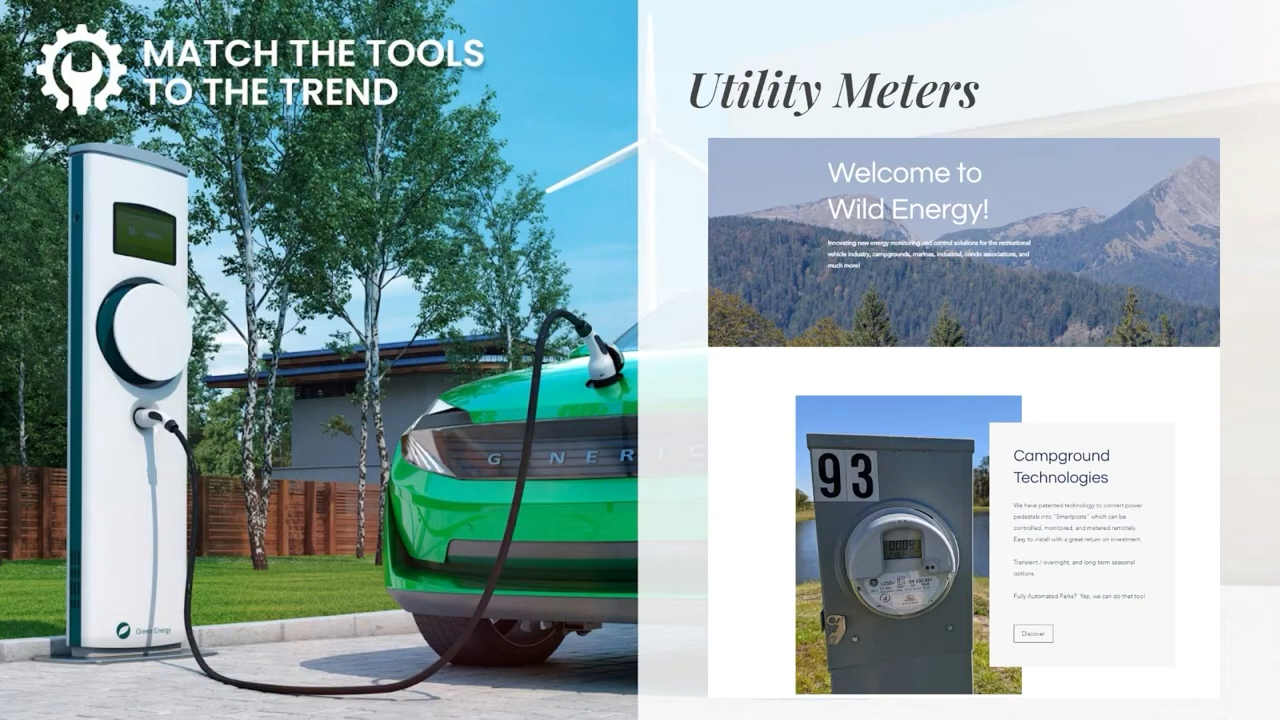 MATCH THE TOOLS
TO THE TREND
Utility Meters
Welcome to
Wild Energy!
Innovating new energy monitoring and control solutions for the recreational
vehicle industry, campgrounds, marinas, industrial, condo associations, and
much more!
93
Campground
Technologies
We have patented technology to convert power
pedestals into "Smartposts" which can be
controlled, monitored, and metered remotely.
Easy to install with a great return on investment.
Transient / overnight, and long term seasonal
options.
Fully Automated Parks? Yep, we can do that too!
Discover
GENERIC
Green Energy